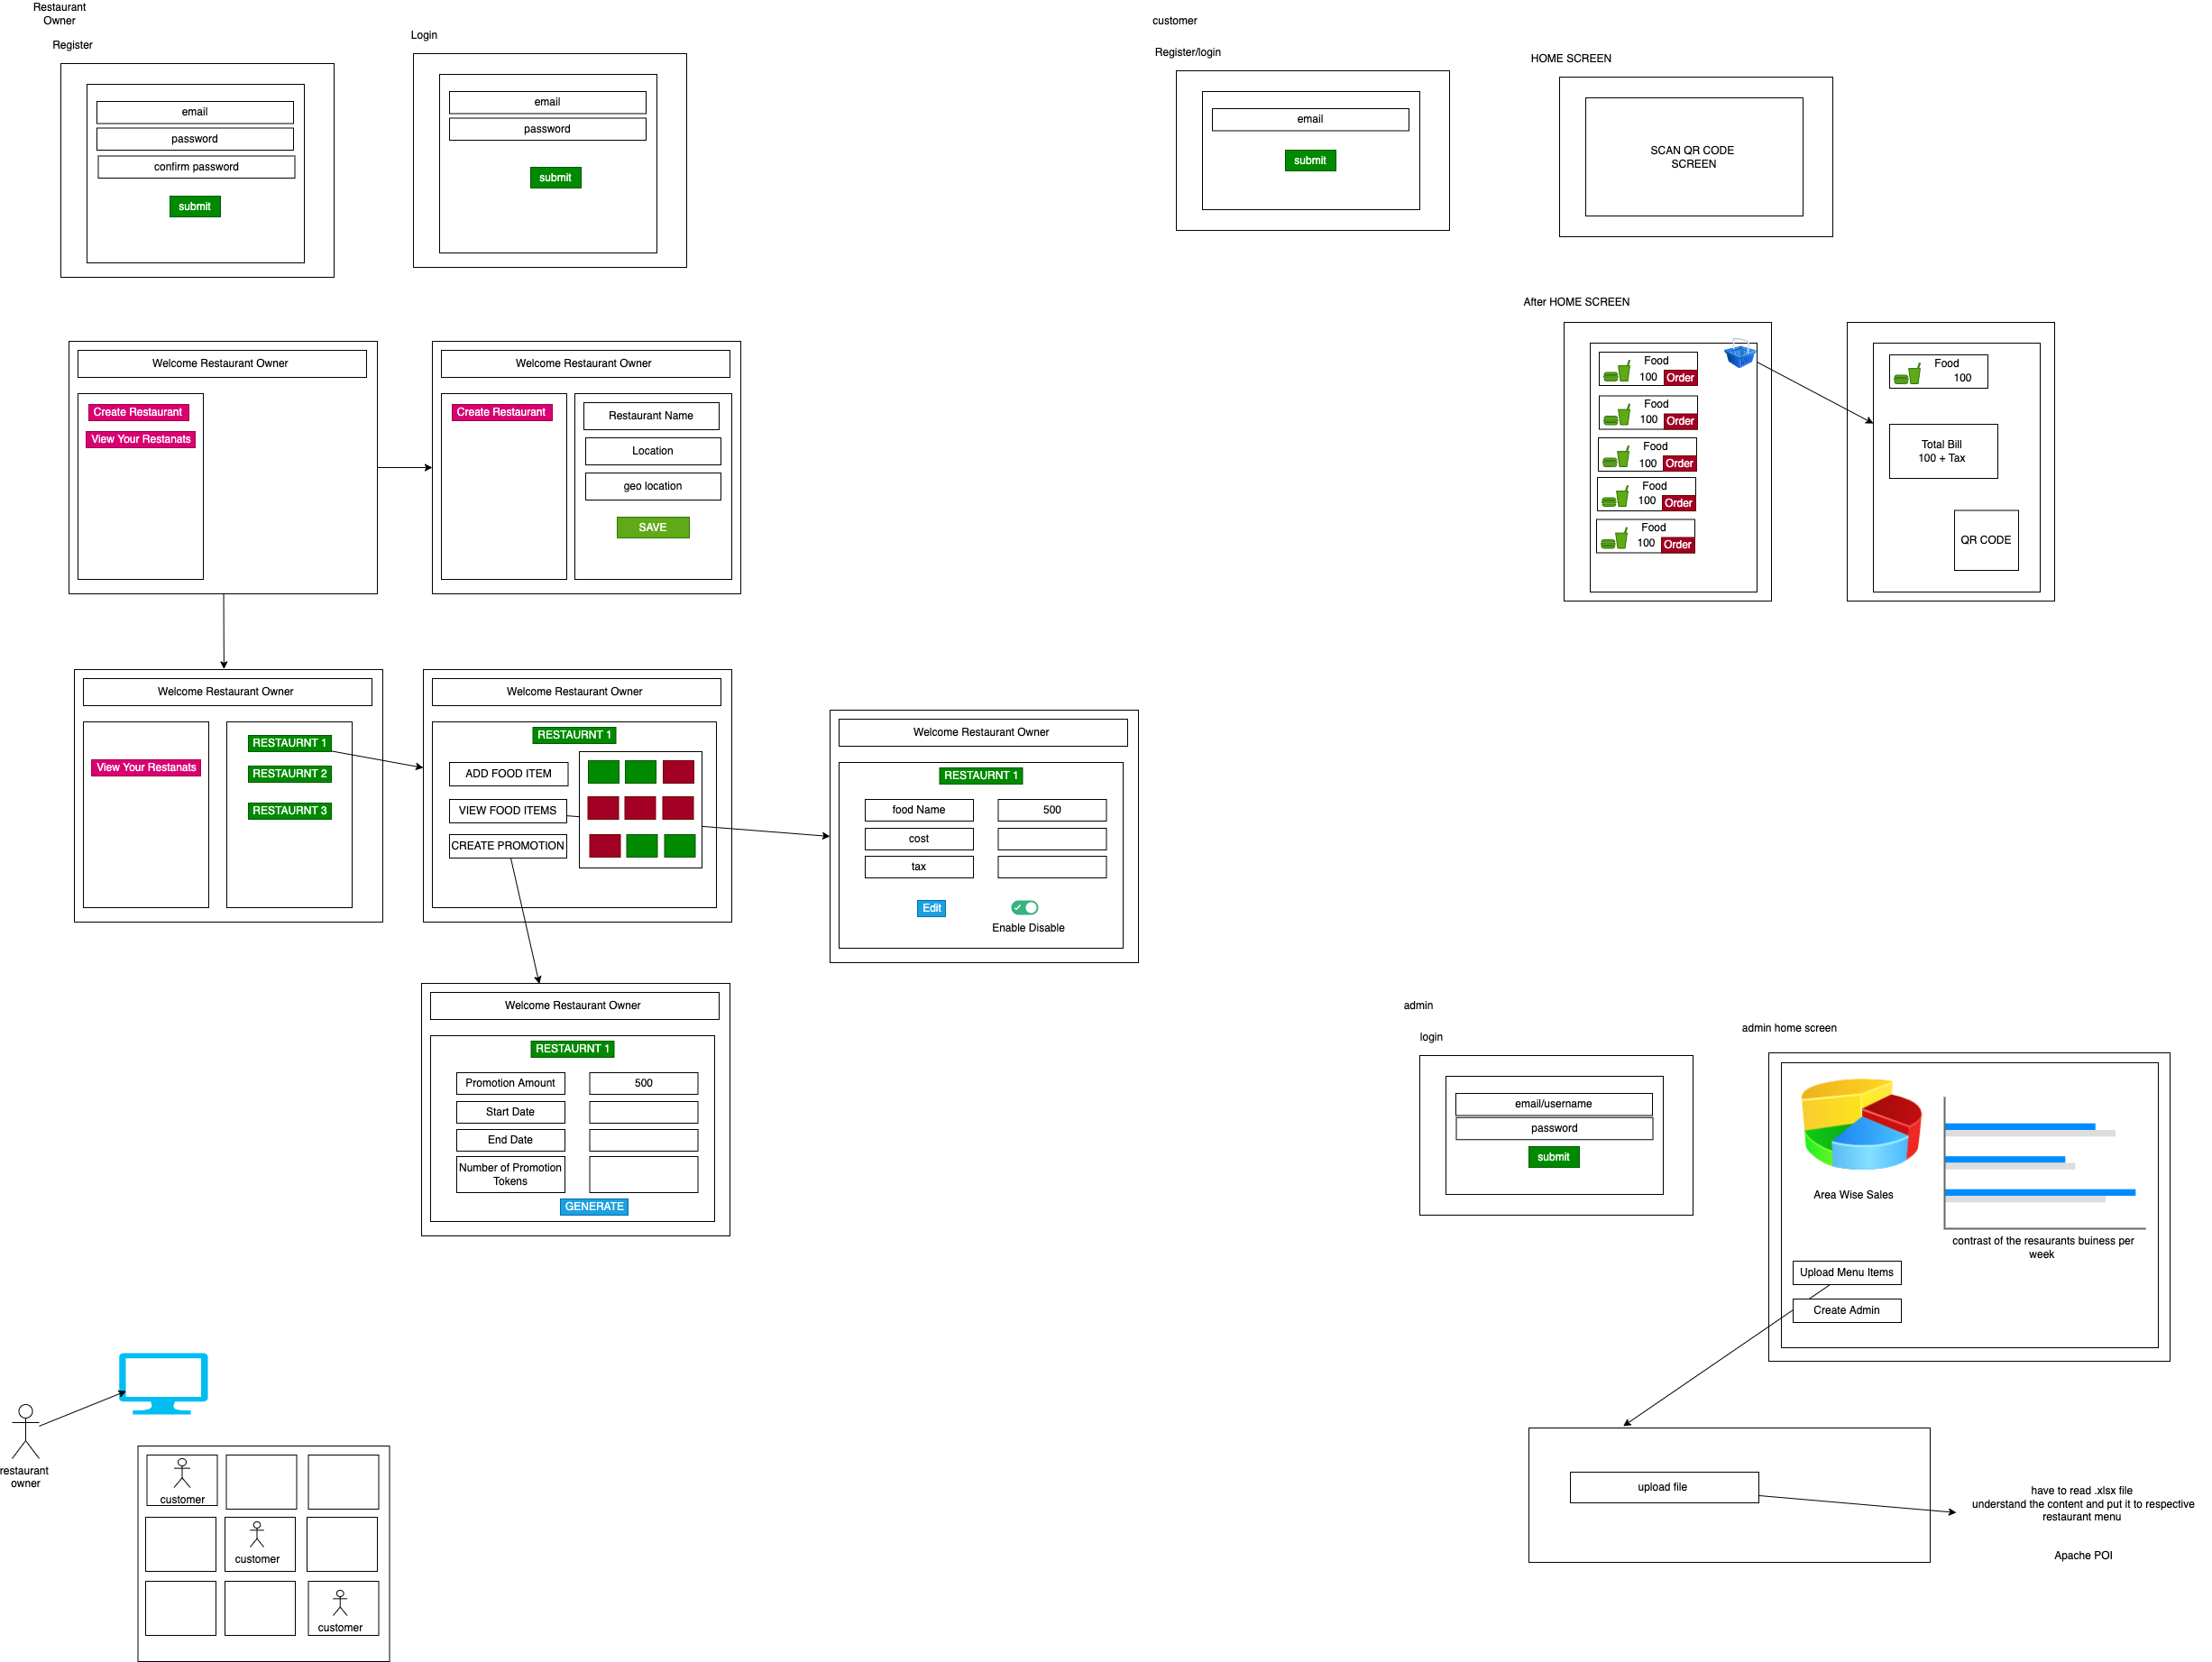 Restaurant
Owner
Register
email
password
confirm password
submit
Login
email
password
submit
Welcome Restaurant Owner
Create Restaurant
View Your Restanats
Welcome Restaurant Owner
Create Restaurant
Restaurant Name
Location
geo location
SAVE
Welcome Restaurant Owner
View Your Restanats
RESTAURNT 1
RESTAURNT 2
RESTAURNT 3
Welcome Restaurant Owner
RESTAURNT 1
ADD FOOD ITEM
VIEW FOOD ITEMS
CREATE PROMOTION
Welcome Restaurant Owner
RESTAURNT 1
food Name
500
cost
tax
Edit
Enable Disable
Welcome Restaurant Owner
RESTAURNT 1
Promotion Amount
500
Start Date
End Date
Number of Promotion
Tokens
GENERATE
restaurant
owner
customer
customer
customer
customer
Register/login
email
submit
HOME SCREEN
SCAN QR CODE
SCREEN
After HOME SCREEN
Food
100 Order
Food
100 Order
Food
100 Order
Food
100 Order
Food
100 Order
Food
100
Total Bill
100 + Tax
QR CODE
admin
login
email/username
password
submit
admin home screen
Area Wise Sales
contrast of the resaurants buiness per
week
Upload Menu Items
Create Admin
upload file
have to read .xlsx file
understand the content and put it to respective
restaurant menu
Apache POI